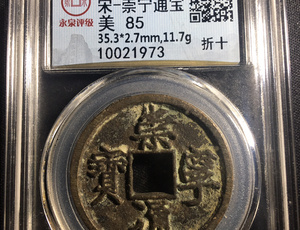 永泉评级
宋-崇宁通宝
美 85
35.3*2.7mm,11.7g
折十
10021973
崇
寶 寧
通